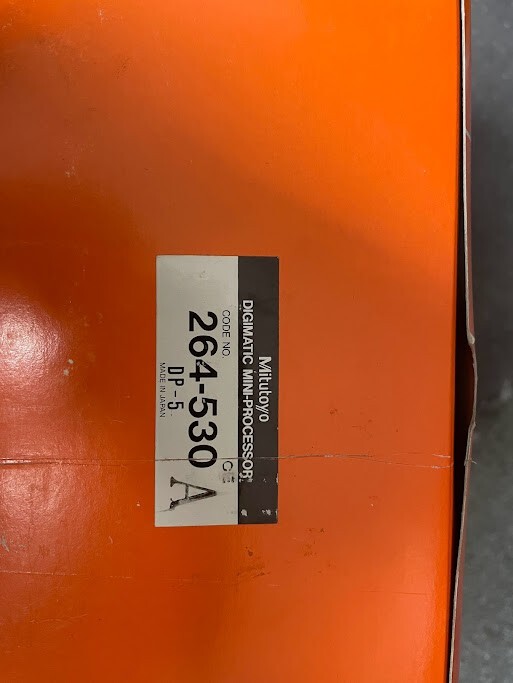 Mitutoyo
DIGIMATIC MINI-PROCESSOR
CODE NO.
264-530 A
DP-5
MADE IN JAPAN